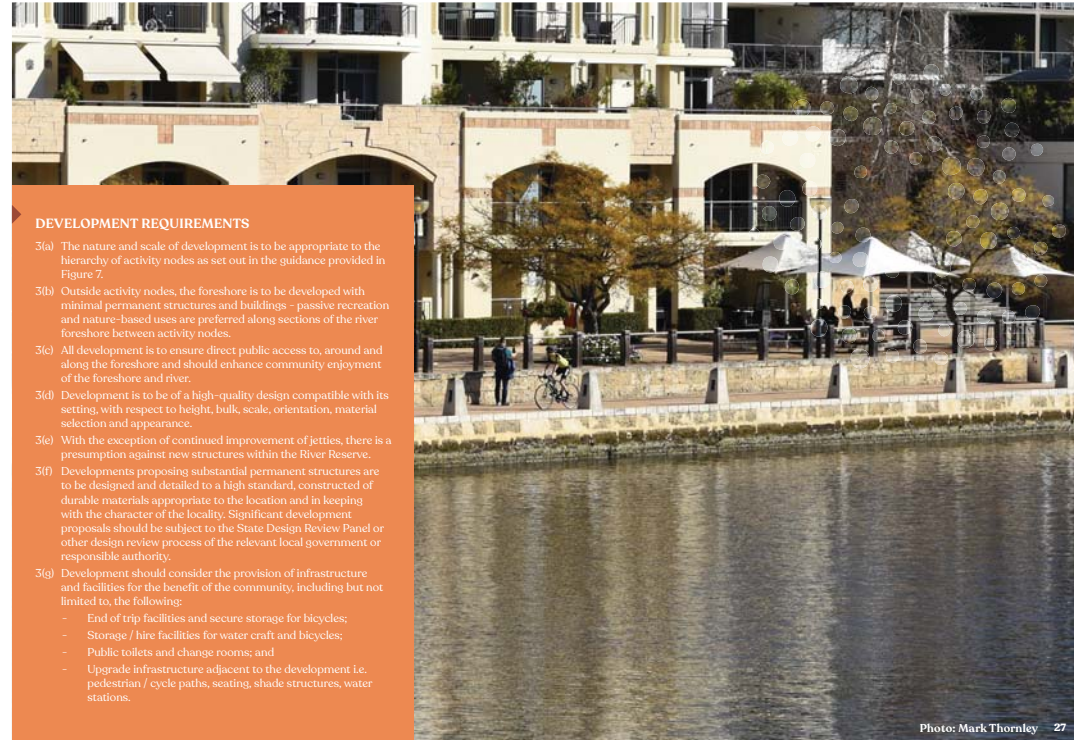 DEVELOPMENT REQUIREMENTS
3(a) The nature and scale of development is to be appropriate to the
hierarchy of activity nodes as set out in the guidance provided in
Figure 7.
3(b) Outside activity nodes, the foreshore is to be developed with
minimal permanent structures and buildings - passive recreation
and nature-based uses are preferred along sections of the river
foreshore between activity nodes.
3(c) All development is to ensure direct public access to, around and
along the foreshore and should enhance community enjoyment
of the foreshore and river.
3(d) Development is to be of a high-quality design compatible with its
setting, with respect to height, bulk, scale, orientation, material
selection and appearance.
3(e) With the exception of continued improvement of jetties, there is a
presumption against new structures within the River Reserve.
3(f) Developments proposing substantial permanent structures are
to be designed and detailed to a high standard, constructed of
durable materials appropriate to the location and in keeping
with the character of the locality. Significant development
proposals should be subject to the State Design Review Panel or
other design review process of the relevant local government or
responsible authority.
3(g) Development should consider the provision of infrastructure
and facilities for the benefit of the community, including but not
limited to, the following:
- End of trip facilities and secure storage for bicycles;
- Storage / hire facilities for water craft and bicycles;
- Public toilets and change rooms; and
- Upgrade infrastructure adjacent to the development i.e.
pedestrian / cycle paths, seating, shade structures, water
stations.
Photo: Mark Thornley 27